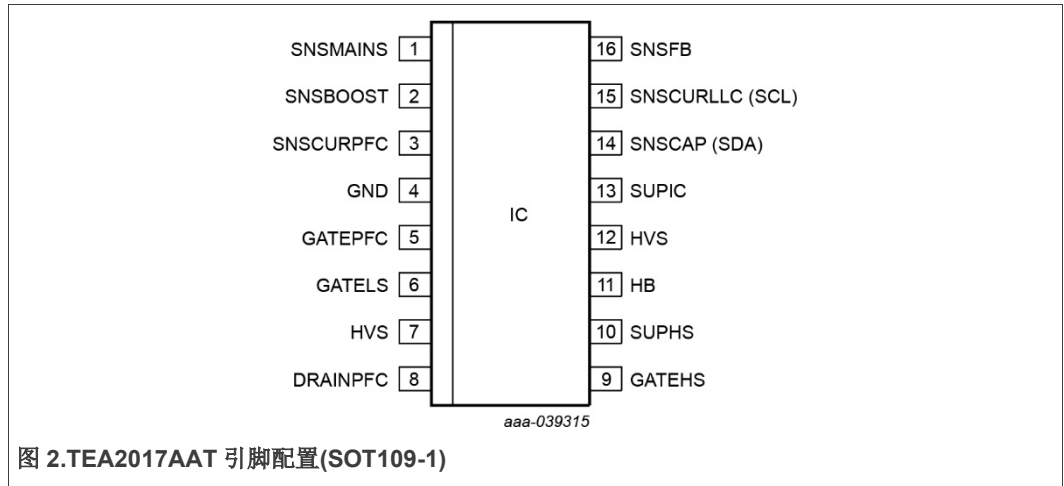 SNSMAINS 1
SNSBOOST 2
SNSCURPFC 3
GND 4
GATEPFC 5
GATELS 6
HVS 7
DRAINPFC 8
IC
16 SNSFB
15 SNSCURLLC (SCL)
14 SNSCAP (SDA)
13 SUPIC
12 HVS
11 HB
10 SUPHS
9 GATEHS
aaa-039315
图 2.TEA2017AAT 引脚配置(SOT109-1)